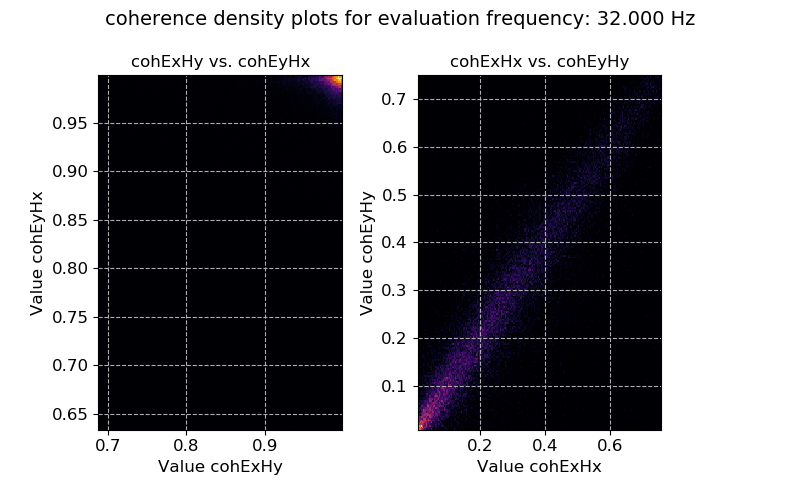 coherence density plots for evaluation frequency: 32.000 Hz
cohExHy vs. cohEyHx
cohExHx vs. cohEyHy
0.95
0.90
0.85
0.80
0.75
0.70
0.65
Value cohEyHx
0.7
0.8
0.9
Value cohExHy
0.7
0.6
0.5
0.4
0.3
0.2
0.1
Value cohEyHy
0.2
0.4
0.6
Value cohExHx